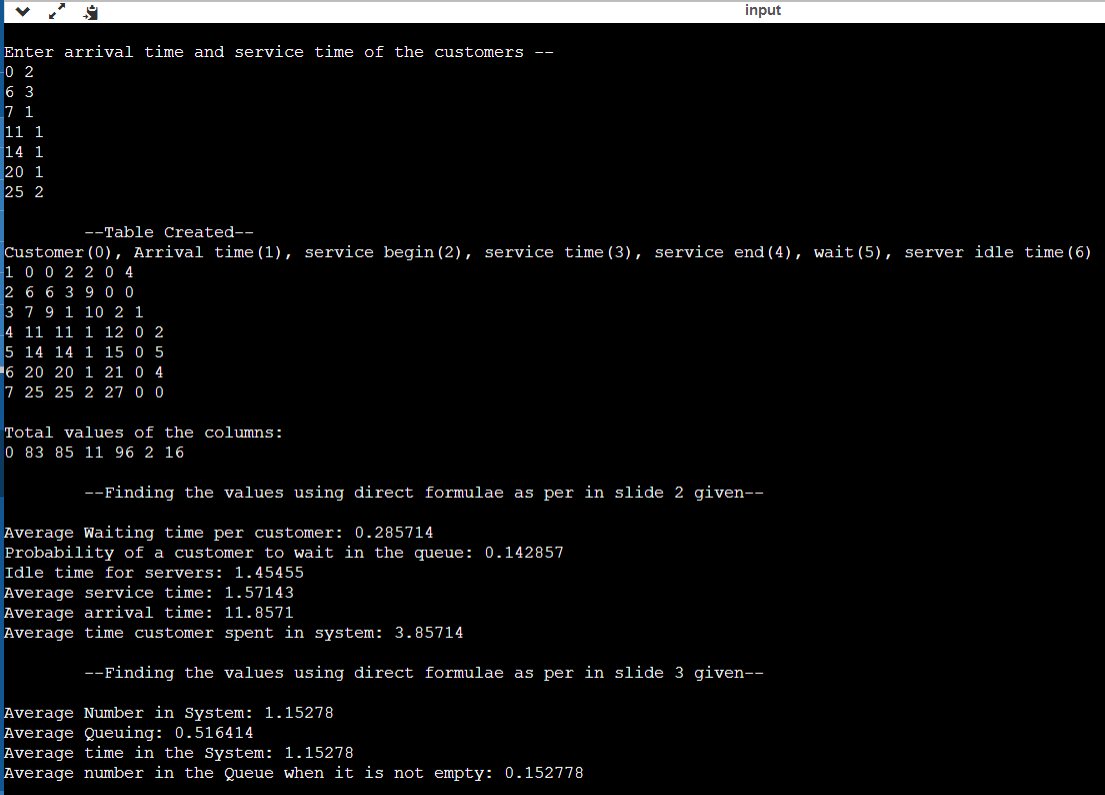 input
Enter arrival time and service time of the customers --
0 2
6 3
7 1
11 1
14 1
20 1
25 2
--Table Created--
Customer(0), Arrival time(1), service begin(2), service time(3), service end(4), wait(5), server idle time(6)
1 0 0 2 2 0 4
2 6 6 3 9 0 0
3 7 9 1 10 2 1
4 11 11 1 12 0 2
5 14 14 1 15 0 5
6 20 20 1 21 0 4
7 25 25 2 27 0 0
Total values of the columns:
0 83 85 11 96 2 16
--Finding the values using direct formulae as per in slide 2 given--
Average Waiting time per customer: 0.285714
Probability of a customer to wait in the queue: 0.142857
Idle time for servers: 1.45455
Average service time: 1.57143
Average arrival time: 11.8571
Average time customer spent in system: 3.85714
--Finding the values using direct formulae as per in slide 3 given--
Average Number in System: 1.15278
Average Queuing: 0.516414
Average time in the System: 1.15278
Average number in the Queue when it is not empty: 0.152778